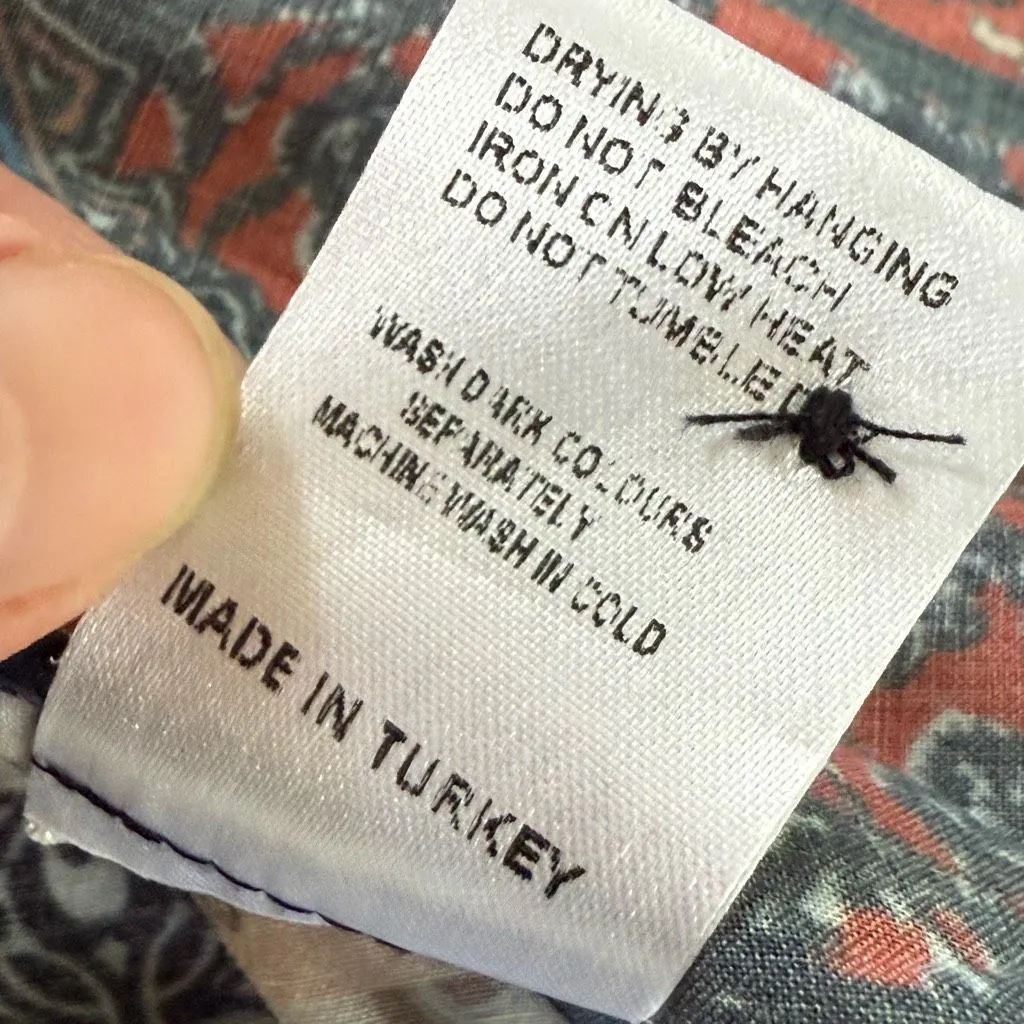 DRYING BY HANGING
DO NOT BLEACH
IRON ON LOW HEAT
DO NOT TUMBLE
WASH DARK COLOURS
SEPARATELY
MACHINE WASH IN COLD
MADE IN TURKEY